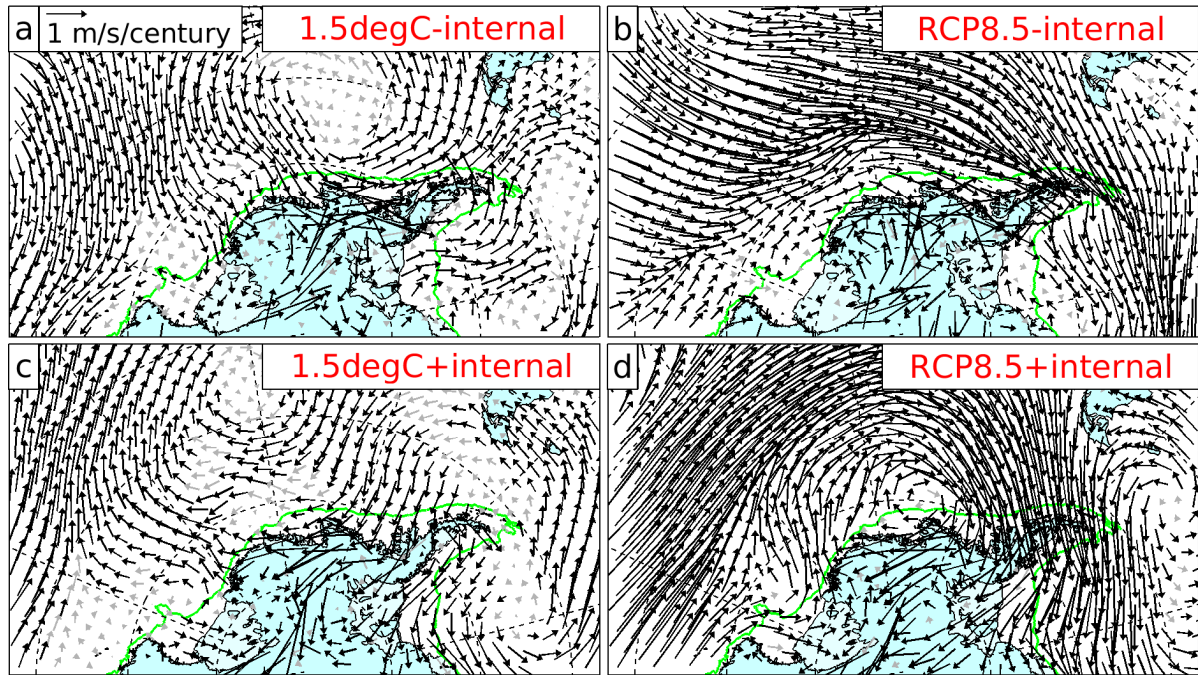 a
1 m/s/century
1.5degC-internal
b
RCP8.5-internal
c
1.5degC+internal
d
RCP8.5+internal